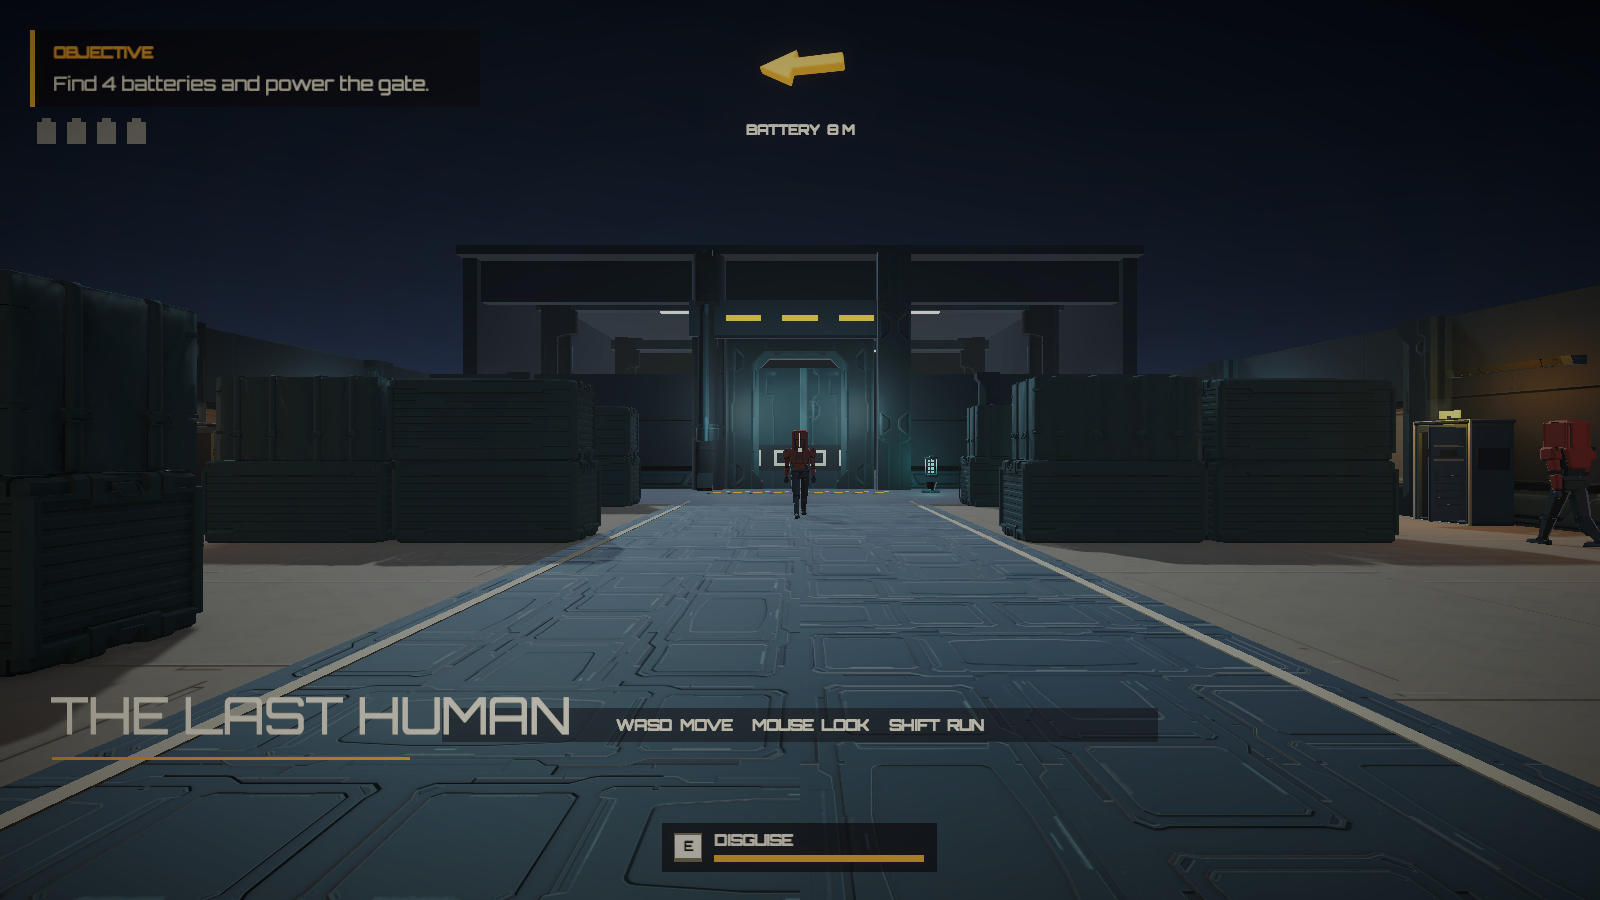 OBJECTIVE
Find 4 batteries and power the gate.
BATTERY 8 M
THE LAST HUMAN
WASD MOVE MOUSE LOOK SHIFT RUN
E DISGUISE